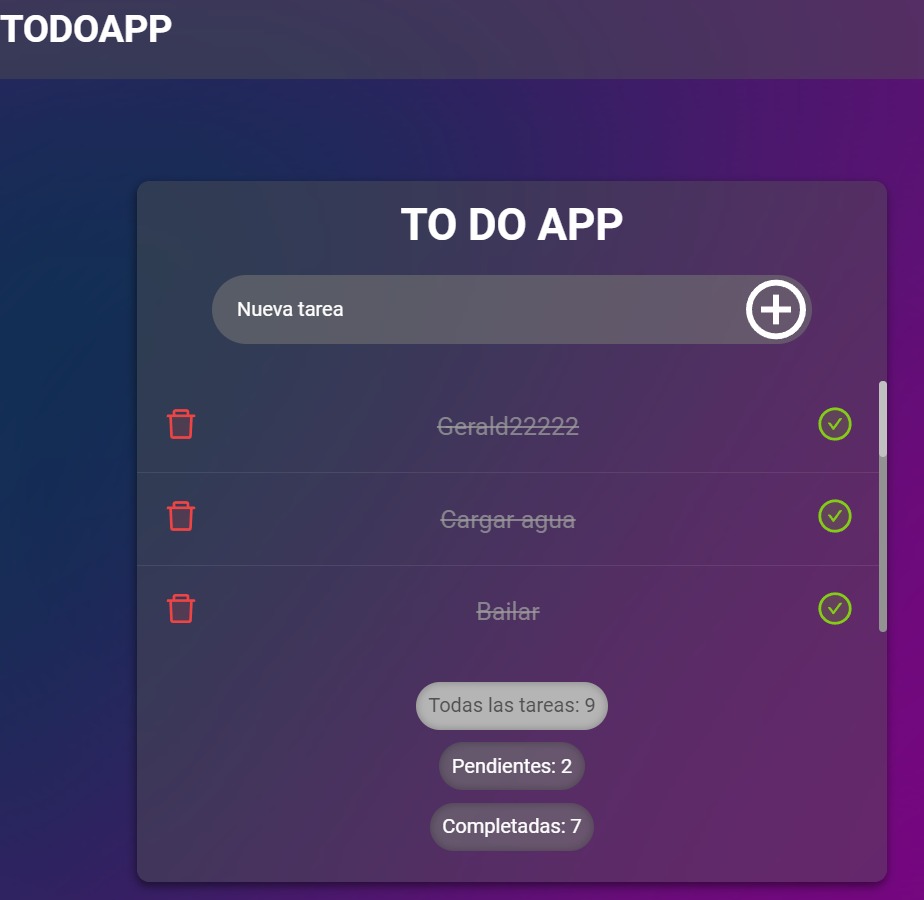 TODOAPP
TO DO APP
Nueva tarea
Gerald22222
Cargar agua
Bailar
Todas las tareas: 9
Pendientes: 2
Completadas: 7